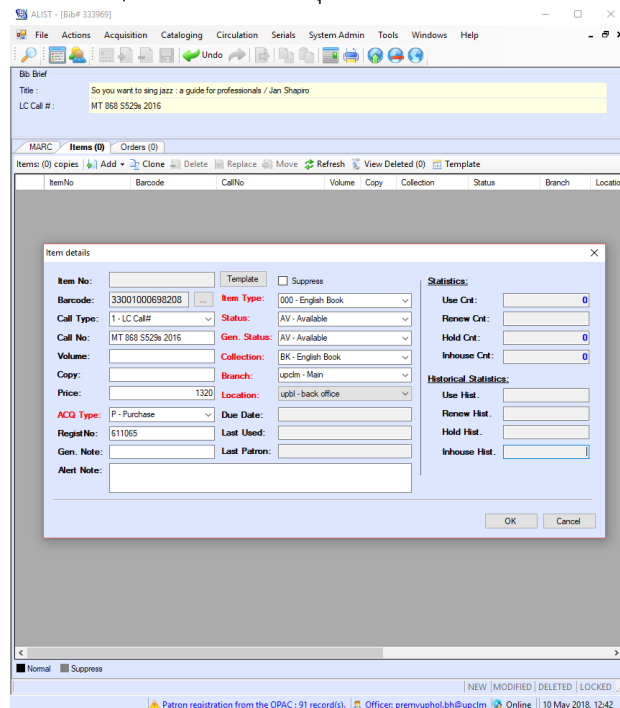 ALIST - [Bib# 333969]
File Actions Acquisition Cataloging Circulation Serials System Admin Tools Windows Help
Undo
Bib Brief
Title : So you want to sing jazz : a guide for professionals / Jan Shapiro
LC Call # : MT 868 S529s 2016
MARC Items (0) Orders (0)
Items: (0) copies Add Clone Delete Replace Move Refresh View Deleted (0) Template
ItemNo Barcode CallNo Volume Copy Collection Status Branch Locatio
Item details
Item No: Template Suppress Statistics:
Barcode: 33001000698208 ... Item Type: 000 - English Book Use Cnt: 0
Call Type: 1 - LC Call# Status: AV - Available Renew Cnt:
Call No: MT 868 S529s 2016 Gen. Status: AV - Available Hold Cnt: 0
Volume: Collection: BK - English Book Inhouse Cnt: 0
Copy: Branch: upclm - Main Historical Statistics:
Price: 1320 Location: upbl - back office Use Hist.
ACQ Type: P - Purchase Due Date: Renew Hist.
RegistNo: 611065 Last Used: Hold Hist.
Gen. Note: Last Patron: Inhouse Hist.
Alert Note:
OK Cancel
Normal Suppress
NEW MODIFIED DELETED LOCKED
Patron registration from the OPAC : 91 record(s). Officer: premyuphol.bh@upclm Online 10 May 2018, 12:42